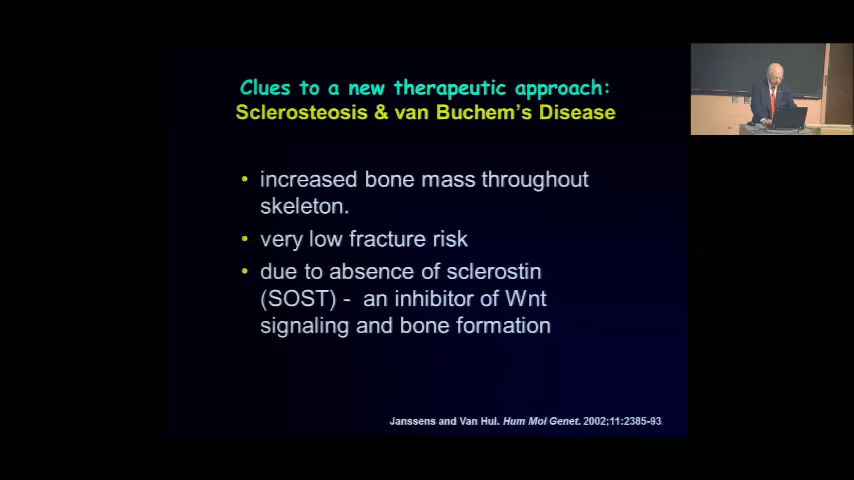 Clues to a new therapeutic approach:
Sclerosteosis & van Buchem's Disease
• increased bone mass throughout
skeleton.
• very low fracture risk
• due to absence of sclerostin
(SOST) - an inhibitor of Wnt
signaling and bone formation
Janssens and Van Hul. Hum Mol Genet. 2002;11:2385-93